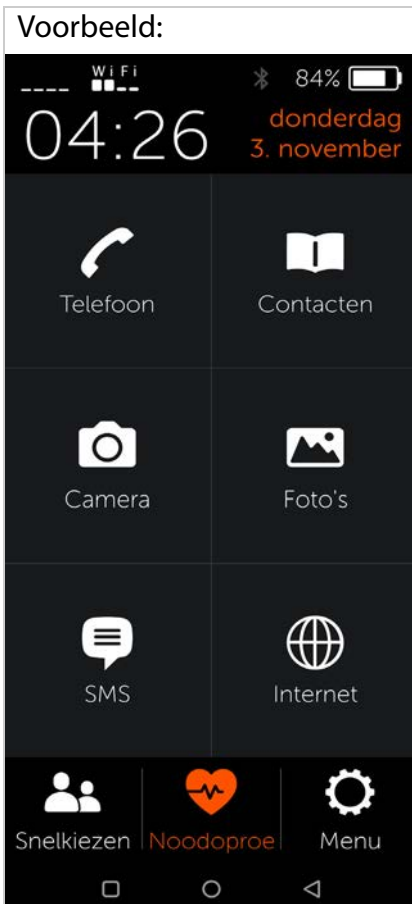 Voorbeeld:
WiFi
84%
04:26
donderdag
3. november
Telefoon
Contacten
Camera
Foto's
SMS
Internet
Snelkiezen
Noodoproe
Menu